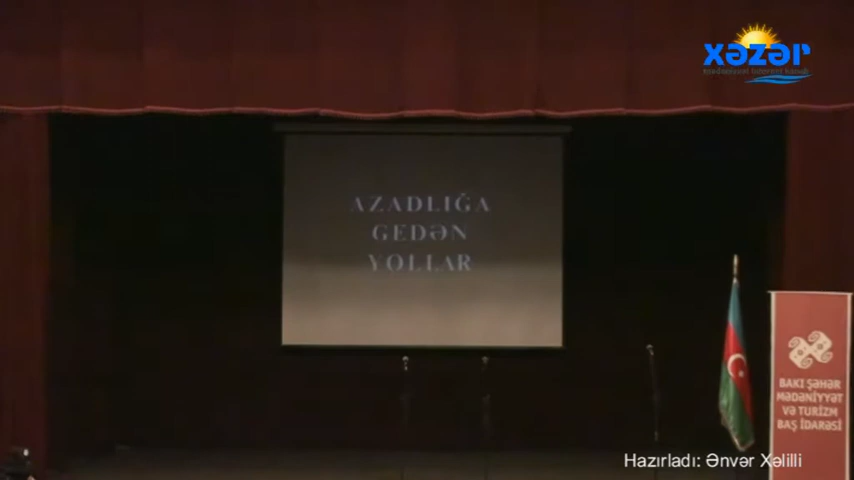 XƏZƏR
AZADLIĞA
GEDƏN
YOLLAR
BAKI ŞƏHƏR
MƏDƏNİYYƏT
VƏ TURİZM
BAŞ İDARƏSİ
Hazırladı: Ənvər Xəlilli